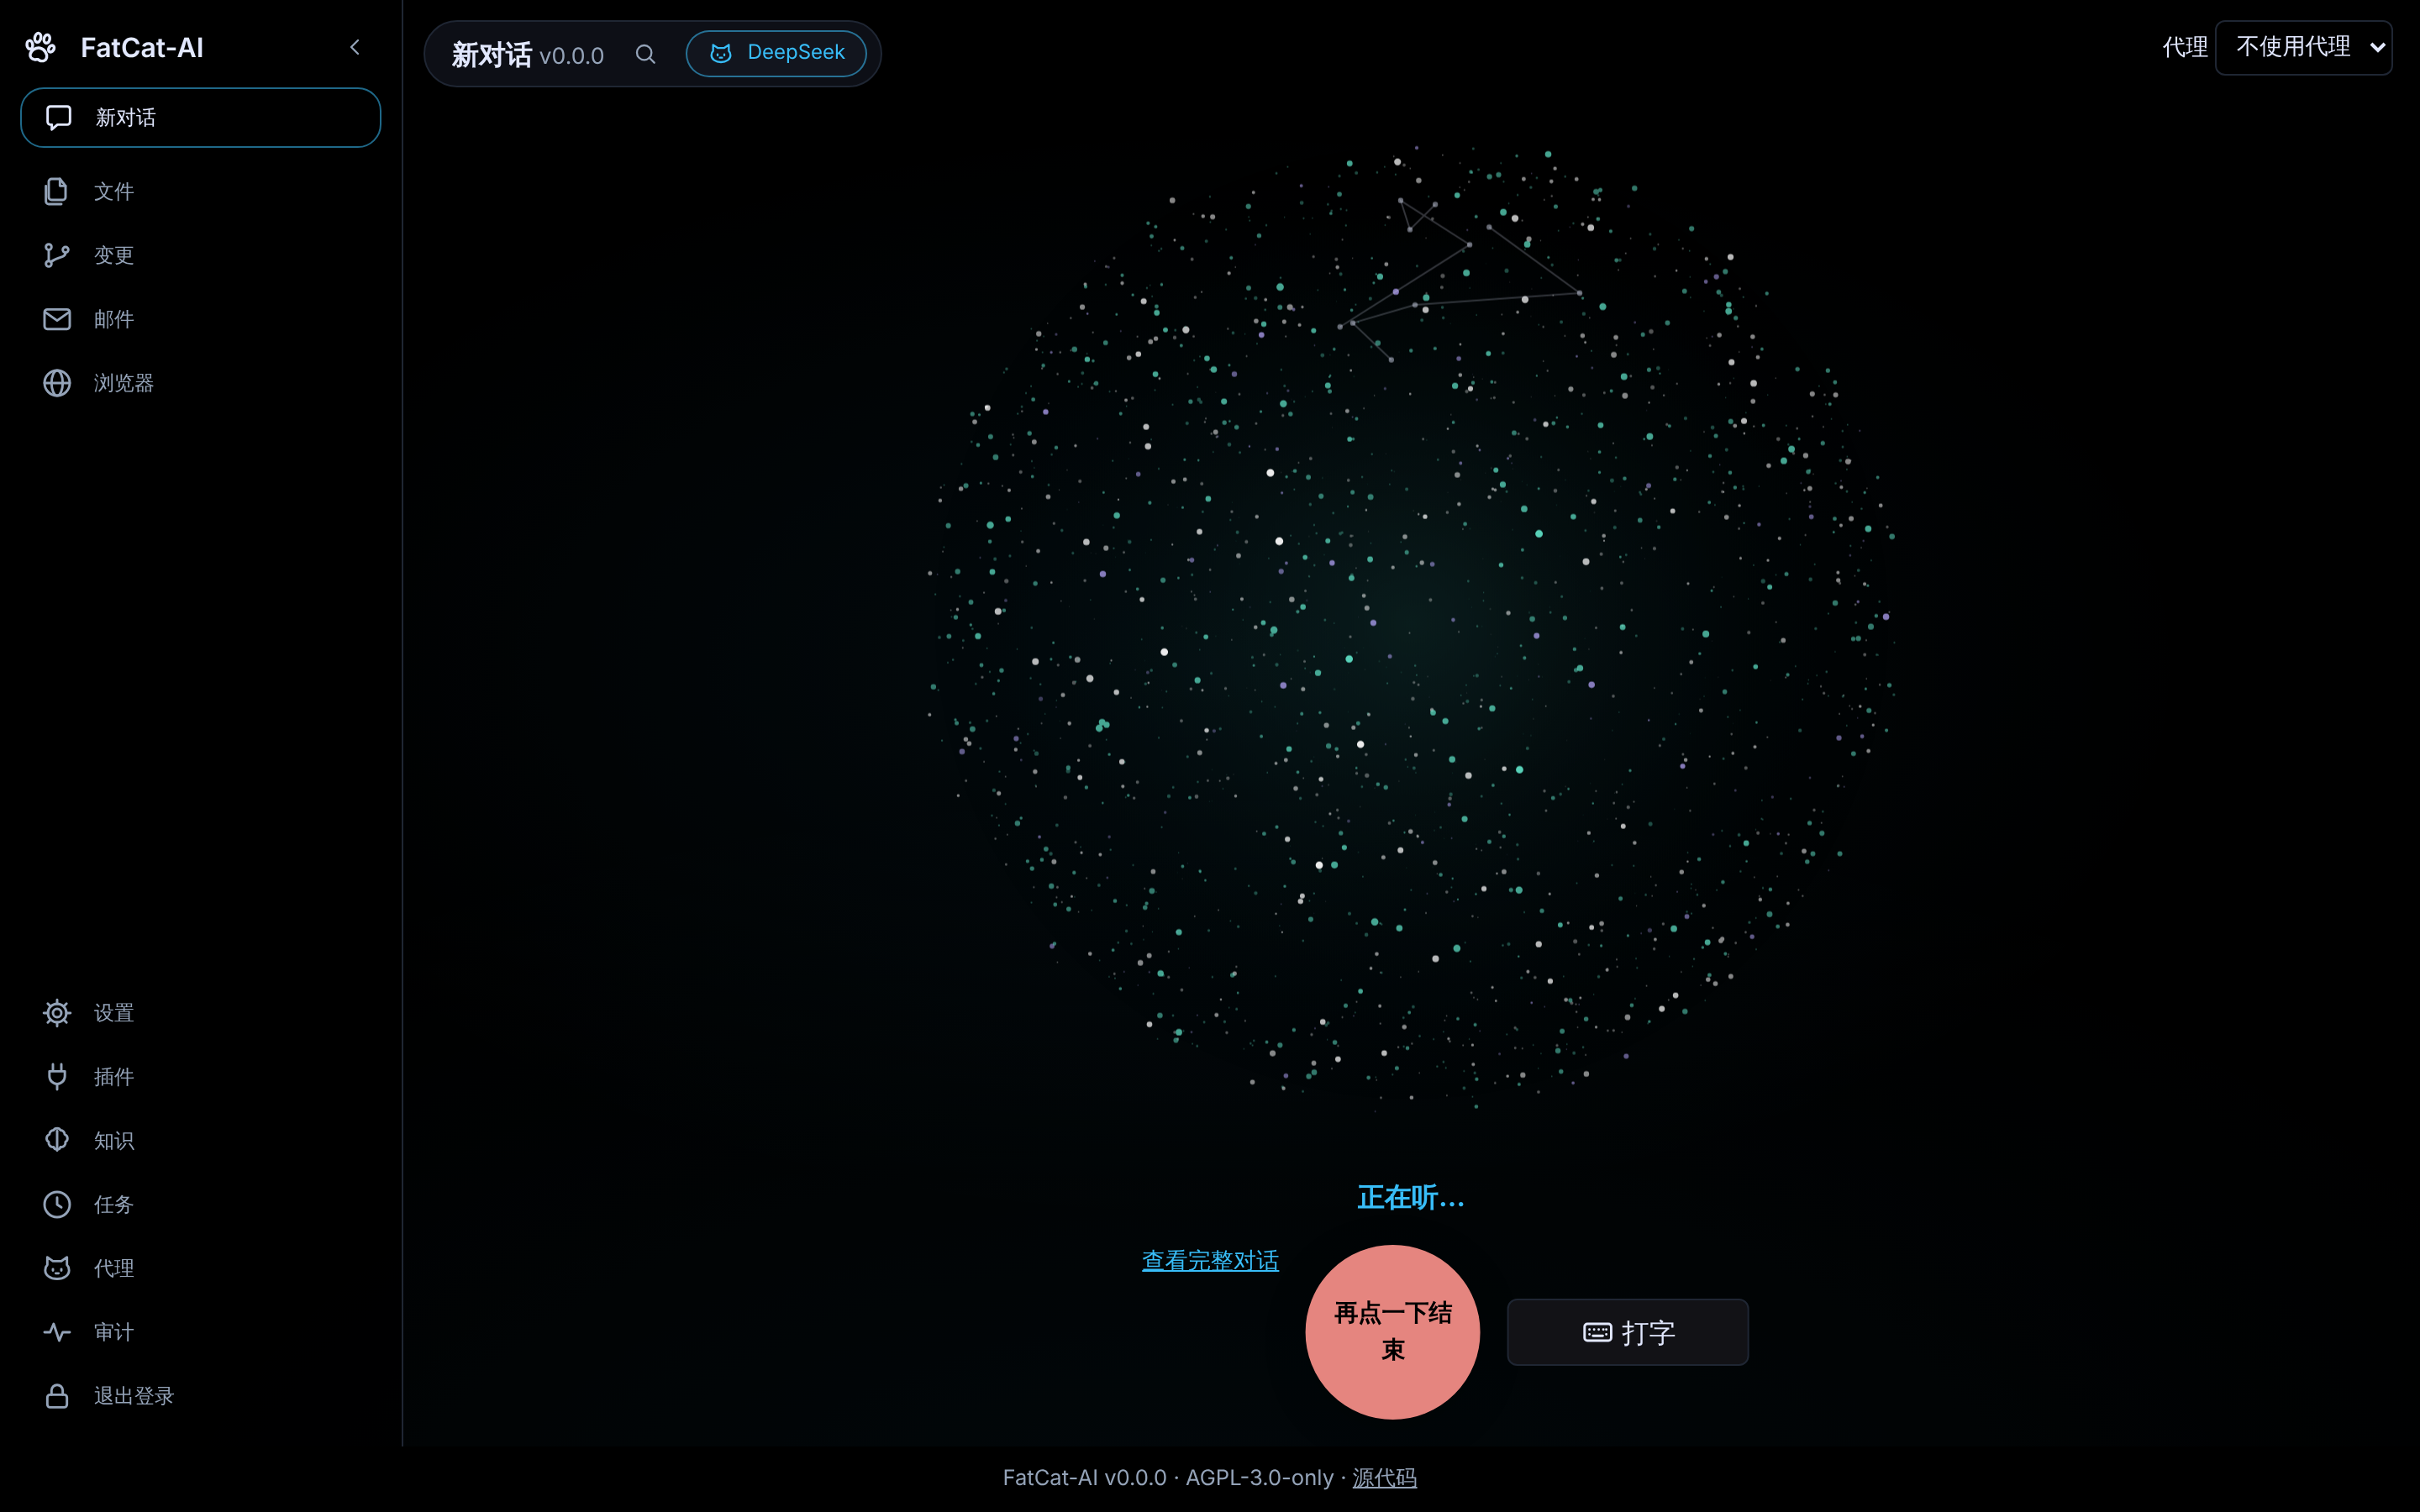 FatCat-AI
新对话
文件
变更
邮件
浏览器
设置
插件
知识
任务
代理
审计
退出登录
新对话 v0.0.0
DeepSeek
代理 不使用代理
正在听...
查看完整对话
再点一下结
束
打字
FatCat-AI v0.0.0 · AGPL-3.0-only · 源代码